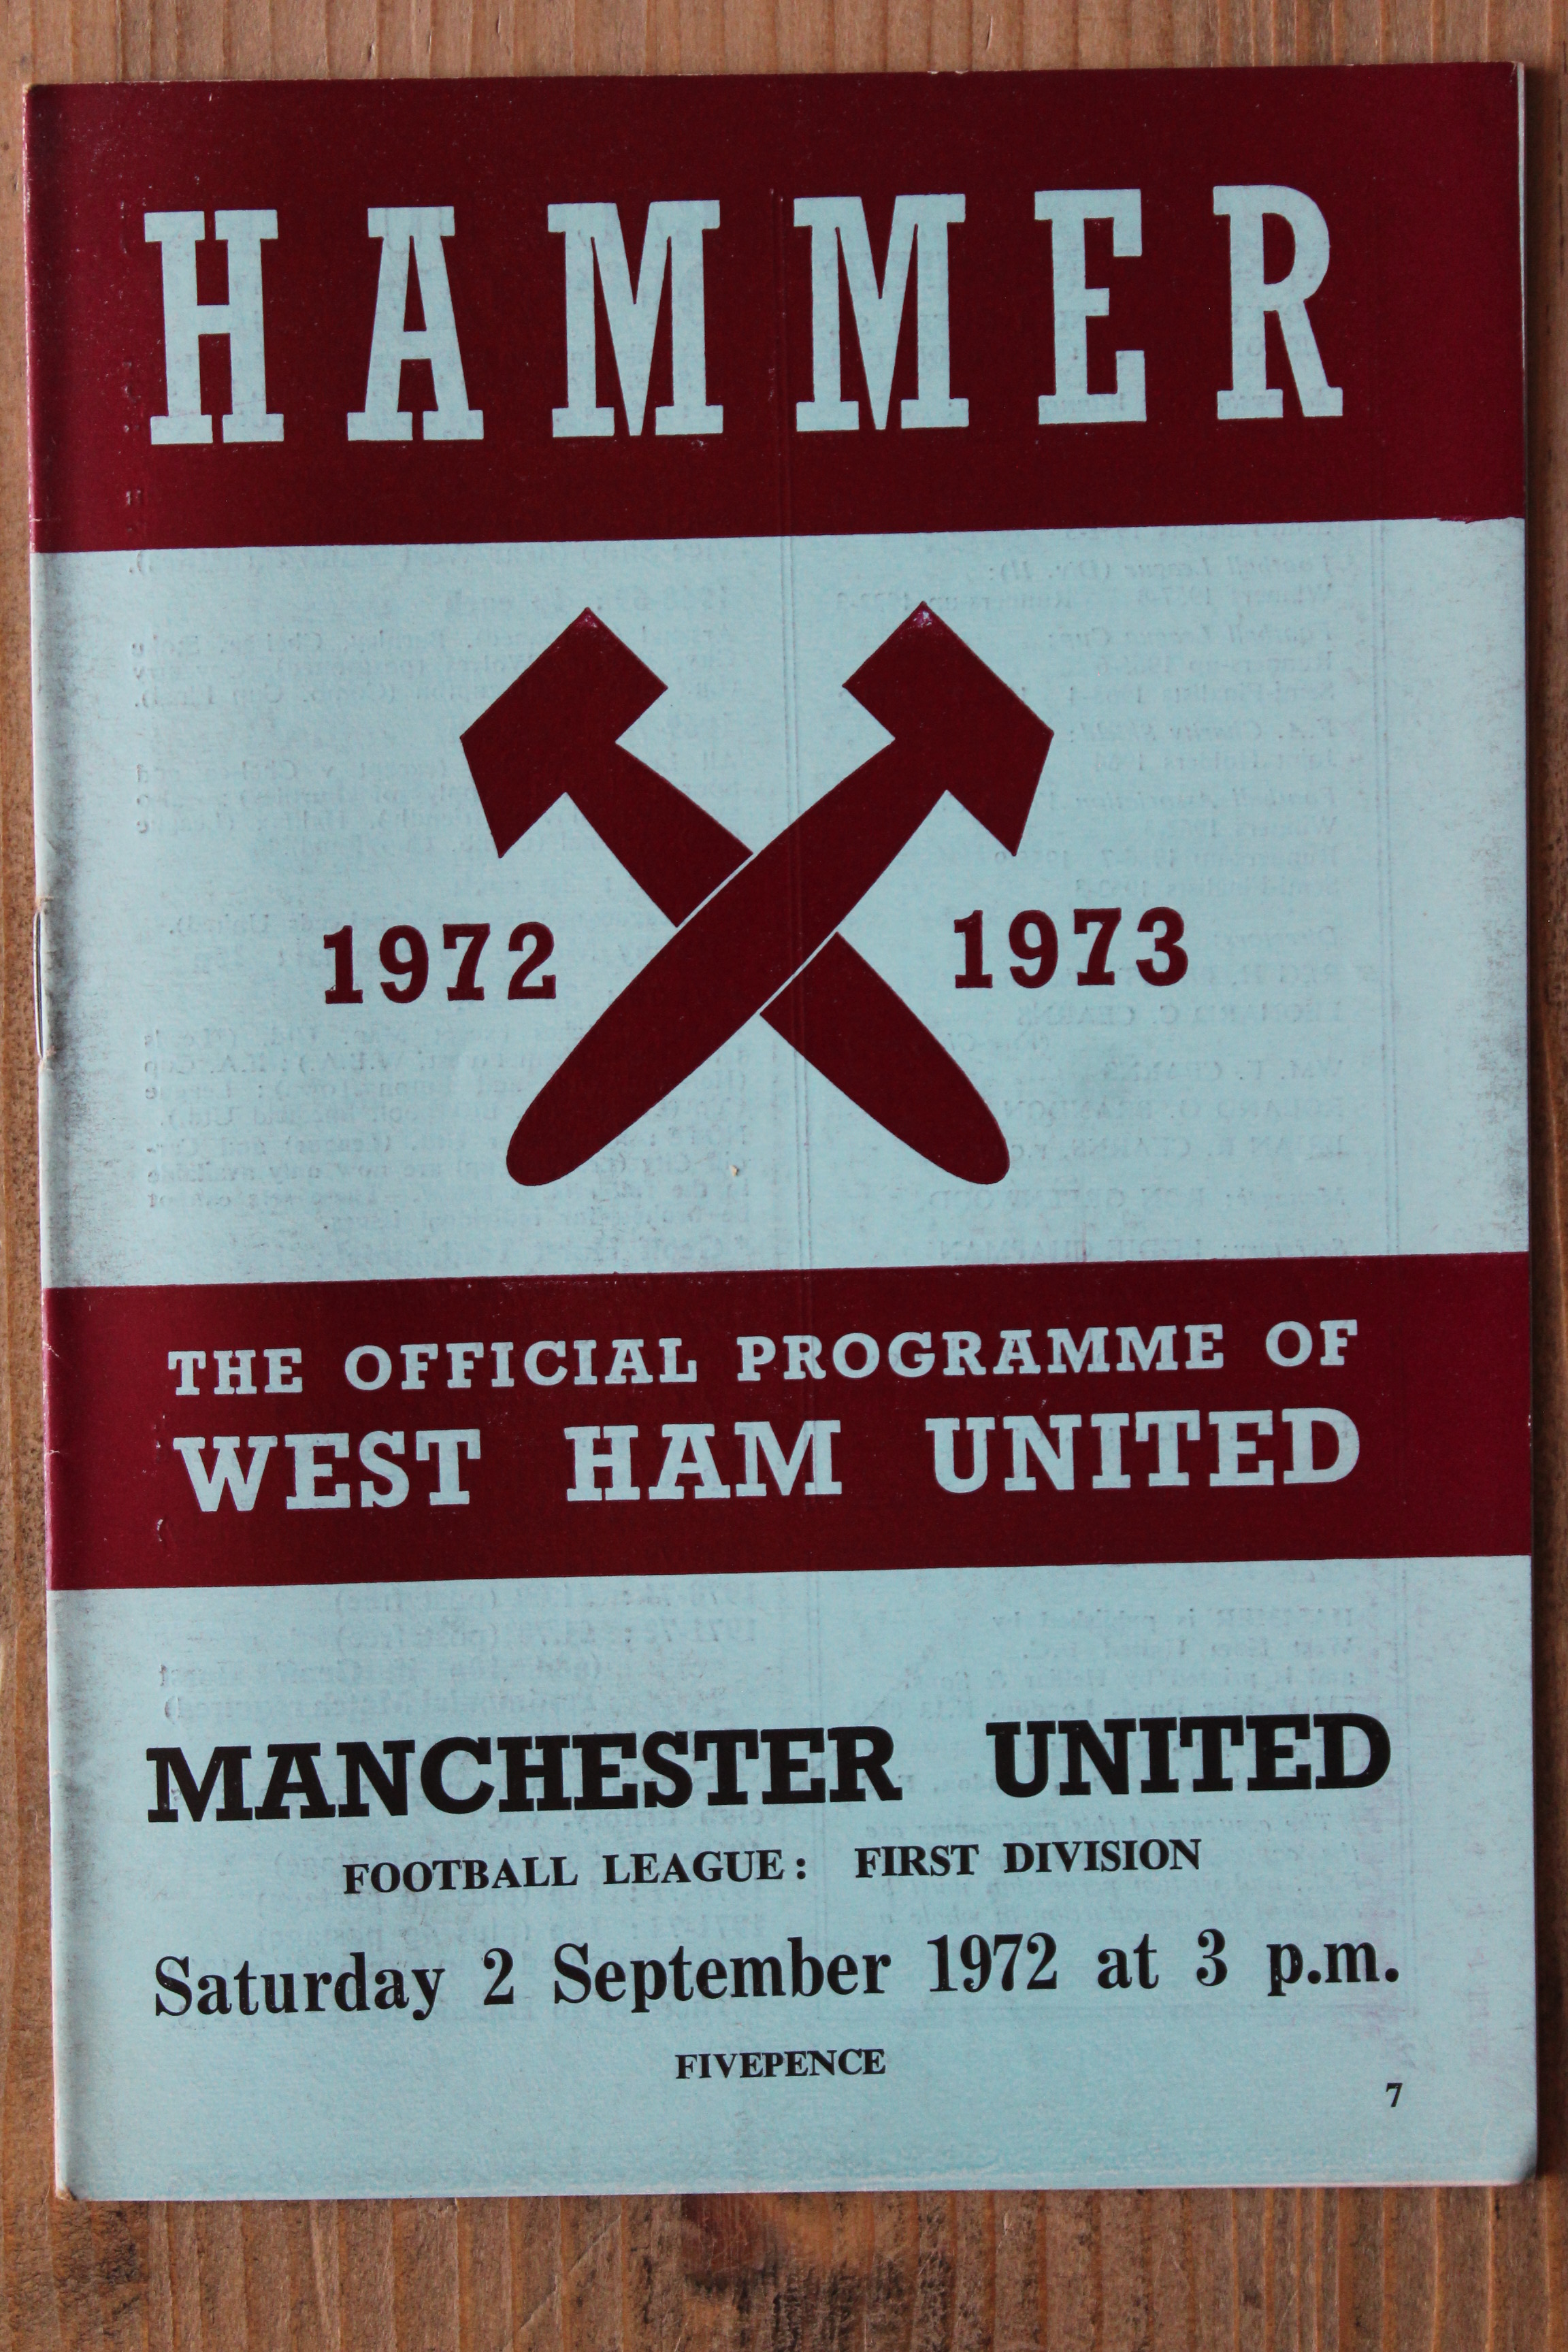 HAMMER
1972 1973
THE OFFICIAL PROGRAMME OF
WEST HAM UNITED
MANCHESTER UNITED
FOOTBALL LEAGUE: FIRST DIVISION
Saturday 2 September 1972 at 3 p.m.
FIVEPENCE
7